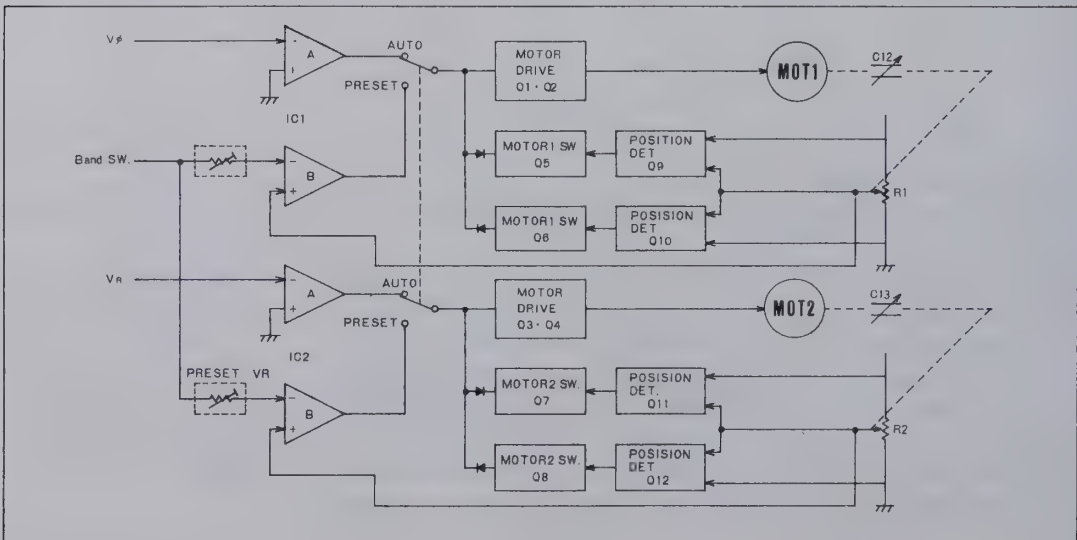 Vø
-
A
+
AUTO
PRESET
IC1
MOTOR
DRIVE
Q1・Q2
MOT1
C12
Band SW.
-
B
+
MOTOR1 SW
Q5
POSITION
DET
Q9
R1
MOTOR1 SW
Q6
POSISION
DET
Q10
VR
-
A
+
AUTO
PRESET
IC2
MOTOR
DRIVE
Q3・Q4
MOT2
C13
PRESET VR
-
B
+
MOTOR2 SW.
Q7
POSISION
DET.
Q11
R2
MOTOR2 SW.
Q8
POSISION
DET
Q12